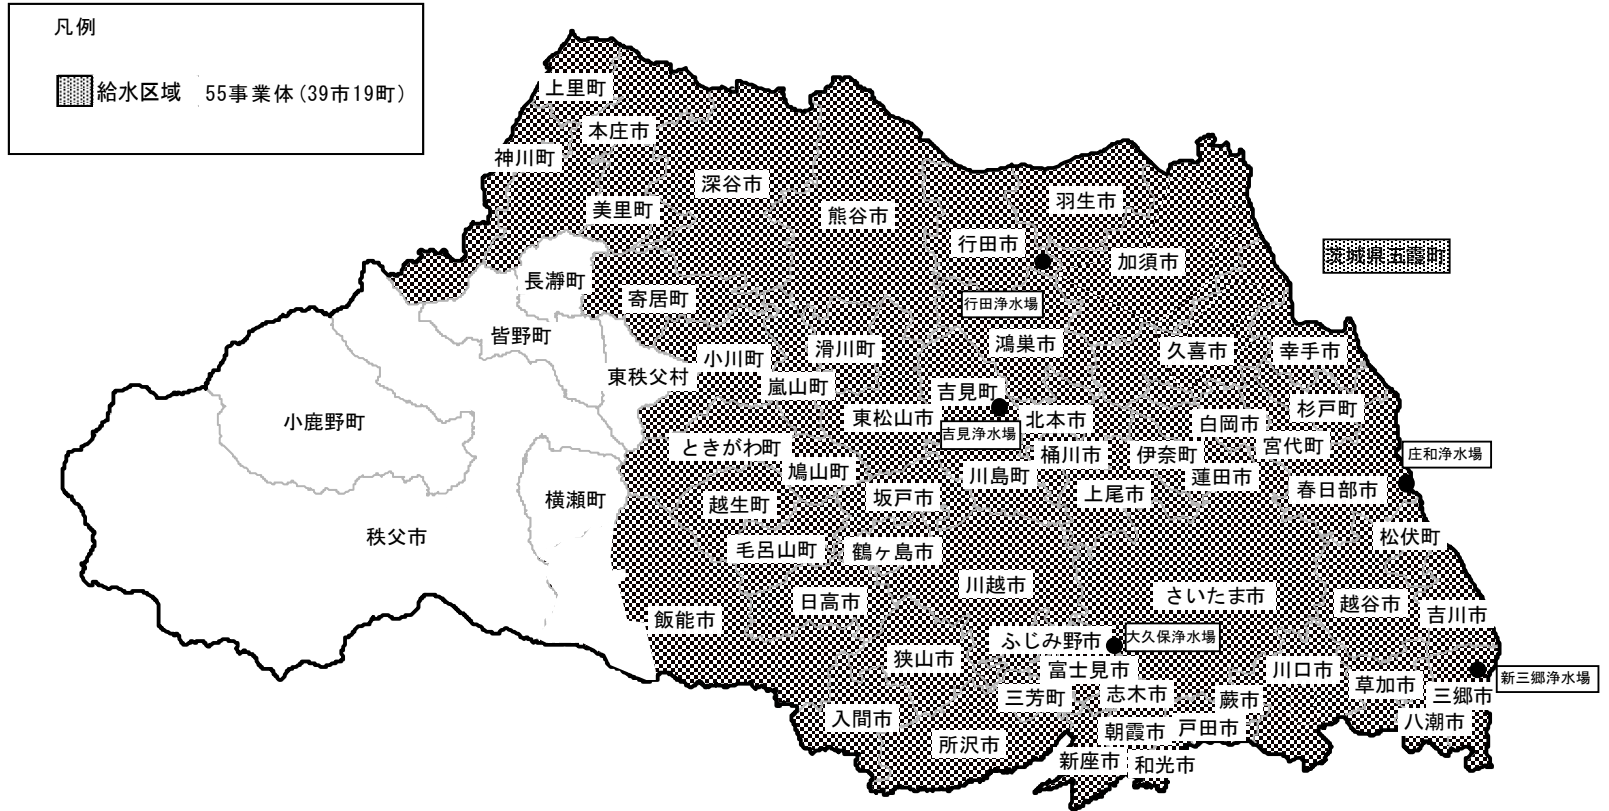 凡例
給水区域 55事業体(39市19町)
上里町
本庄市
神川町
深谷市
美里町
熊谷市
羽生市
行田市
加須市
茨城県五霞町
長瀞町
寄居町
行田浄水場
皆野町
鴻巣市
久喜市
幸手市
小川町
滑川町
東秩父村
嵐山町
吉見町
杉戸町
小鹿野町
東松山市
北本市
白岡市
吉見浄水場
宮代町
ときがわ町
桶川市
伊奈町
庄和浄水場
鳩山町
川島町
蓮田市
横瀬町
越生町
坂戸市
上尾市
春日部市
秩父市
松伏町
毛呂山町
鶴ヶ島市
川越市
さいたま市
日高市
越谷市
吉川市
飯能市
ふじみ野市
大久保浄水場
狭山市
富士見市
川口市
新三郷浄水場
三芳町
志木市
蕨市
草加市
三郷市
入間市
朝霞市
戸田市
八潮市
所沢市
新座市
和光市